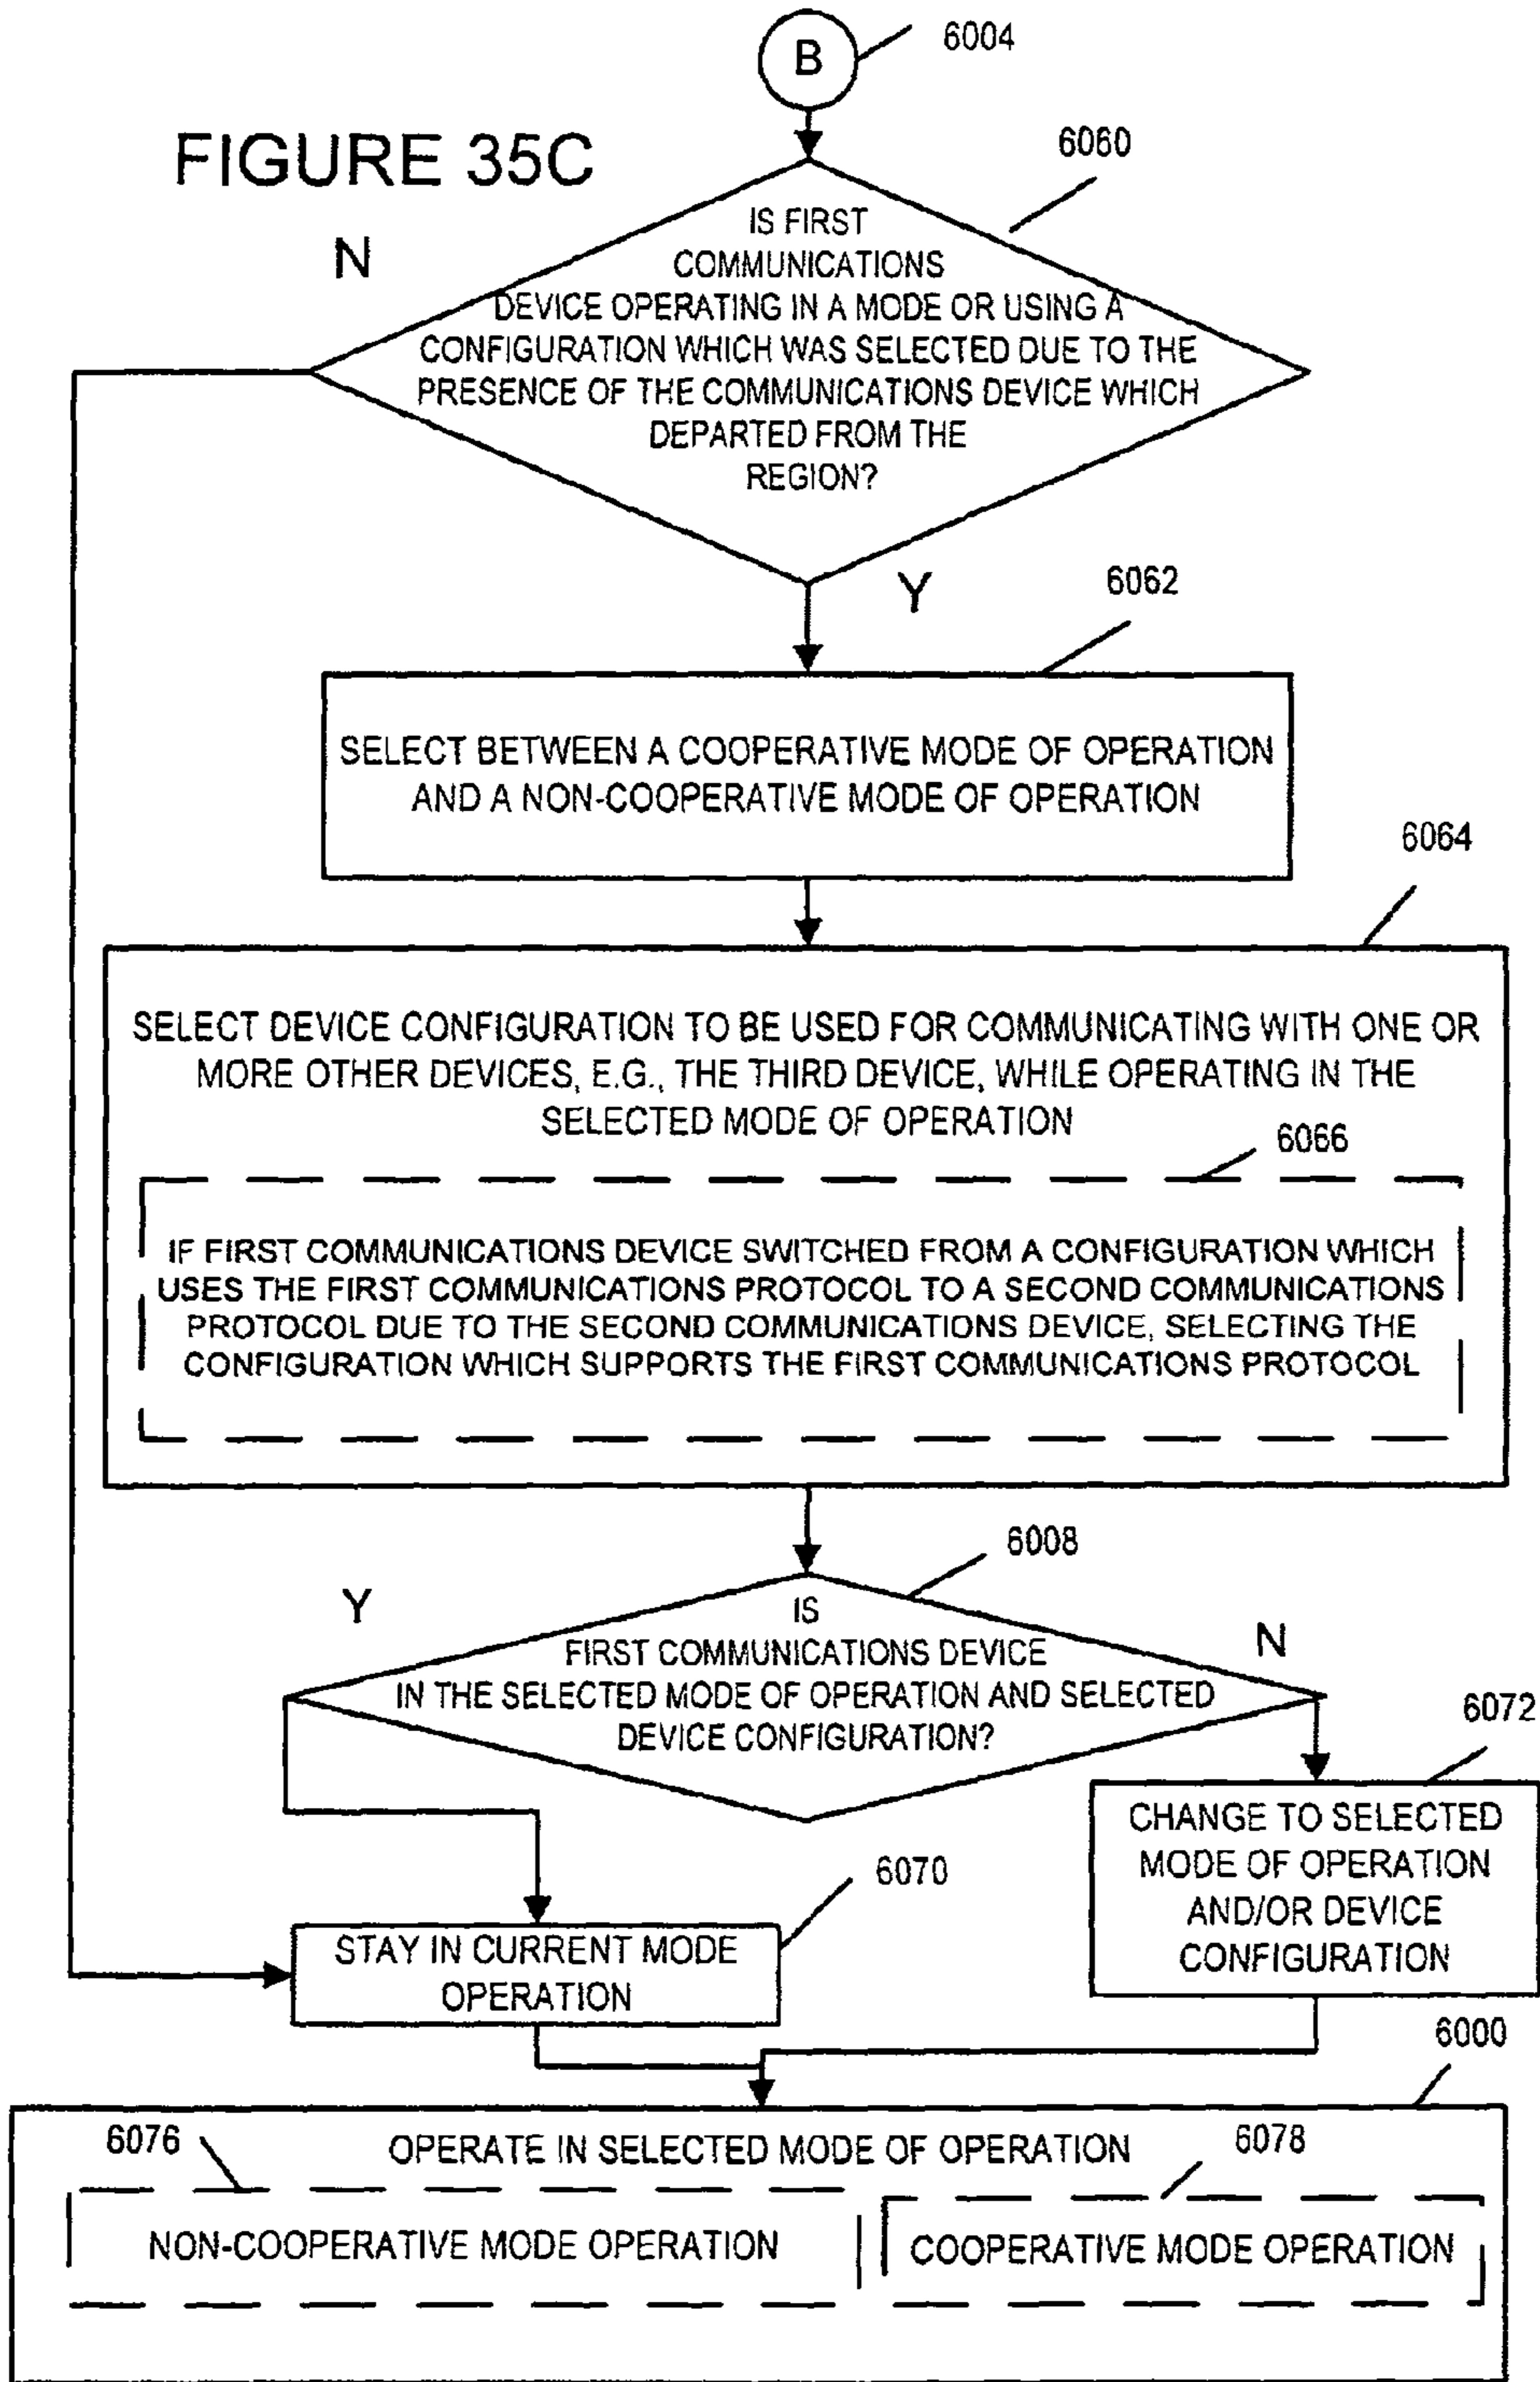 B
6004
FIGURE 35C
6060
N
IS FIRST
COMMUNICATIONS
DEVICE OPERATING IN A MODE OR USING A
CONFIGURATION WHICH WAS SELECTED DUE TO THE
PRESENCE OF THE COMMUNICATIONS DEVICE WHICH
DEPARTED FROM THE
REGION?
Y
6062
SELECT BETWEEN A COOPERATIVE MODE OF OPERATION
AND A NON-COOPERATIVE MODE OF OPERATION
6064
SELECT DEVICE CONFIGURATION TO BE USED FOR COMMUNICATING WITH ONE OR
MORE OTHER DEVICES, E.G., THE THIRD DEVICE, WHILE OPERATING IN THE
SELECTED MODE OF OPERATION
6066
IF FIRST COMMUNICATIONS DEVICE SWITCHED FROM A CONFIGURATION WHICH
USES THE FIRST COMMUNICATIONS PROTOCOL TO A SECOND COMMUNICATIONS
PROTOCOL DUE TO THE SECOND COMMUNICATIONS DEVICE, SELECTING THE
CONFIGURATION WHICH SUPPORTS THE FIRST COMMUNICATIONS PROTOCOL
6008
Y
IS
FIRST COMMUNICATIONS DEVICE
IN THE SELECTED MODE OF OPERATION AND SELECTED
DEVICE CONFIGURATION?
N
6072
CHANGE TO SELECTED
MODE OF OPERATION
AND/OR DEVICE
CONFIGURATION
6070
STAY IN CURRENT MODE
OPERATION
6000
6076
OPERATE IN SELECTED MODE OF OPERATION
6078
NON-COOPERATIVE MODE OPERATION
COOPERATIVE MODE OPERATION